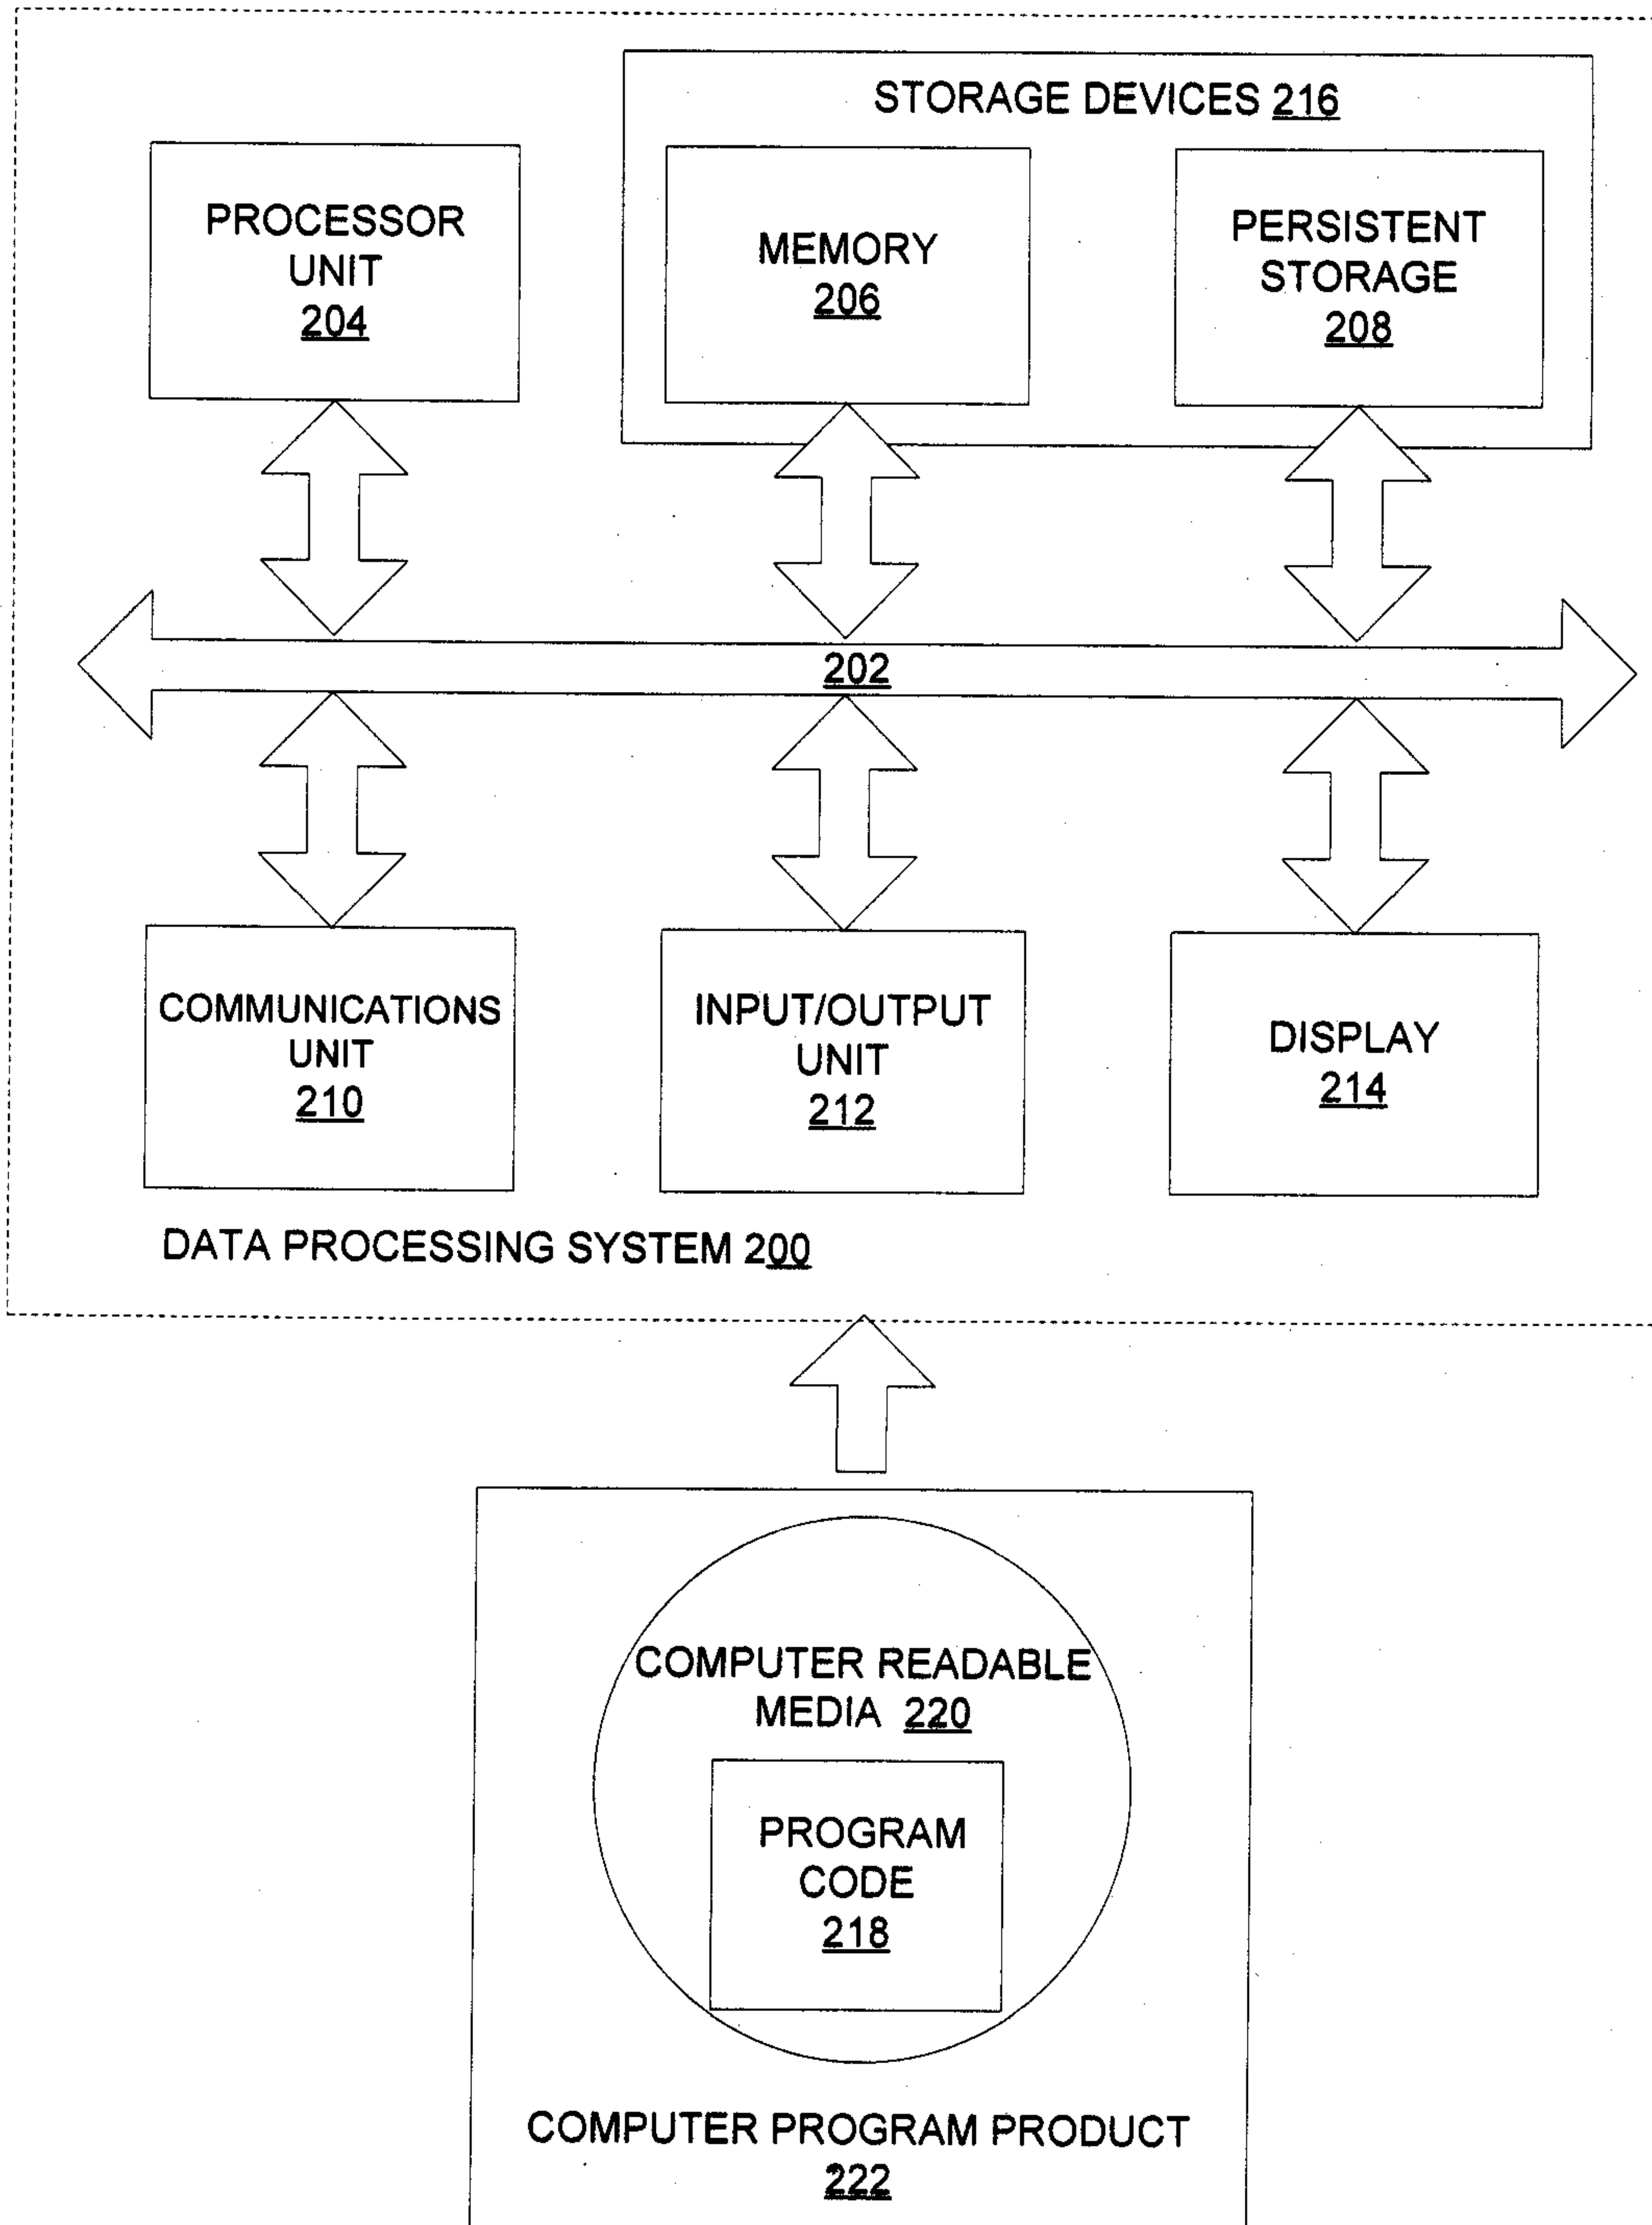 STORAGE DEVICES 216
PROCESSOR
UNIT
204
MEMORY
206
PERSISTENT
STORAGE
208
202
COMMUNICATIONS
UNIT
210
INPUT/OUTPUT
UNIT
212
DISPLAY
214
DATA PROCESSING SYSTEM 200
COMPUTER READABLE
MEDIA 220
PROGRAM
CODE
218
COMPUTER PROGRAM PRODUCT
222